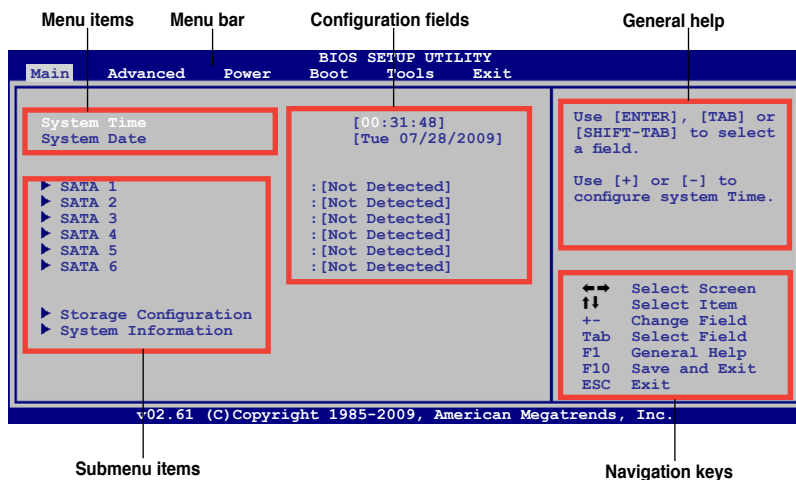 Menu items Menu bar Configuration fields General help
BIOS SETUP UTILITY
Main Advanced Power Boot Tools Exit
System Time [00:31:48]
System Date [Tue 07/28/2009]
SATA 1 :[Not Detected]
SATA 2 :[Not Detected]
SATA 3 :[Not Detected]
SATA 4 :[Not Detected]
SATA 5 :[Not Detected]
SATA 6 :[Not Detected]
Storage Configuration
System Information
Use [ENTER], [TAB] or
[SHIFT-TAB] to select
a field.
Use [+] or [-] to
configure system Time.
←→ Select Screen
↑↓ Select Item
+- Change Field
Tab Select Field
F1 General Help
F10 Save and Exit
ESC Exit
v02.61 (C)Copyright 1985-2009, American Megatrends, Inc.
Submenu items Navigation keys